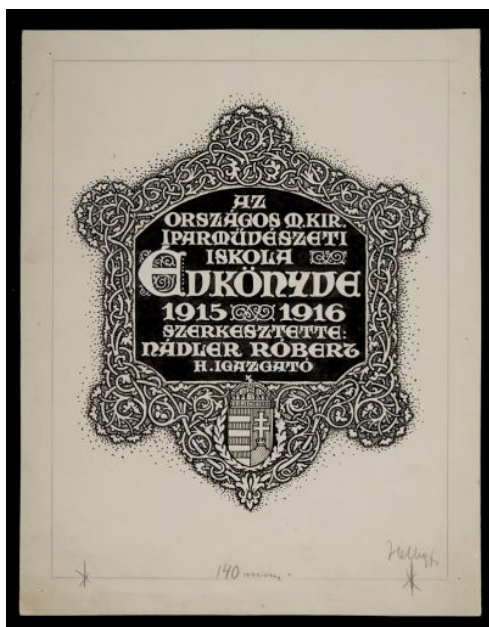 AZ
ORSZÁGOS M.KIR.
IPARMŰVÉSZETI
ISKOLA
ÉVKÖNYVE
1915 1916
SZERKESZTETTE:
NÁDLER RÓBERT
H.IGAZGATÓ
140 mm